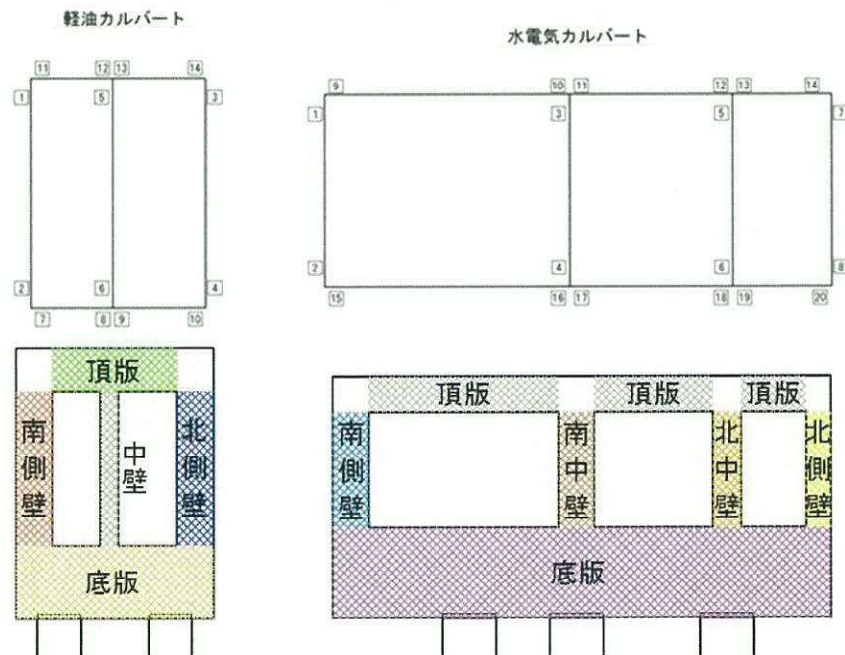 軽油カルバート
11 12 13 14
1 5 3
2 6 4
7 8 9 10
頂版
南側壁
中壁
北側壁
底版
水電気カルバート
9 10 11 12 13 14
1 3 5 7
2 4 6 8
15 16 17 18 19 20
頂版 頂版 頂版
南側壁
南中壁
北中壁
北側壁
底版